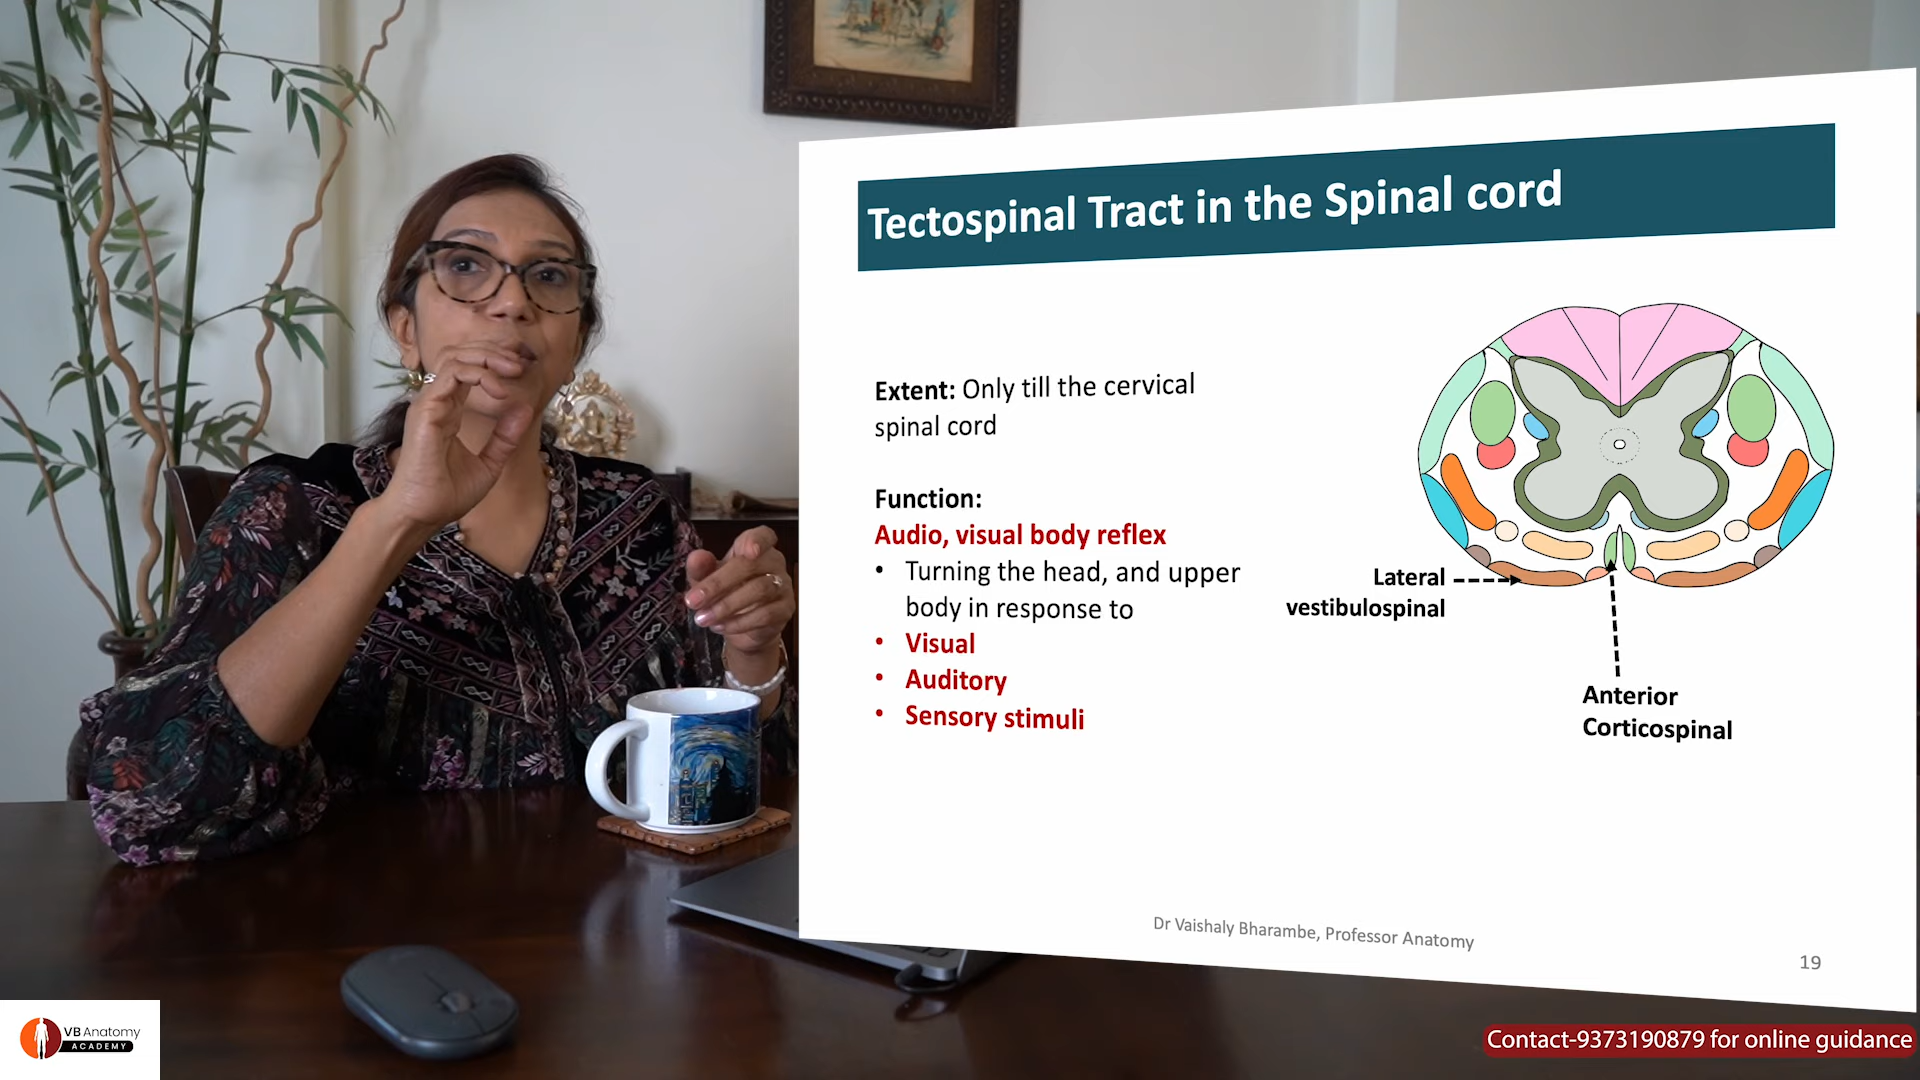 Tectospinal Tract in the Spinal cord
Extent: Only till the cervical
spinal cord
Function:
Audio, visual body reflex
• Turning the head, and upper
body in response to
• Visual
• Auditory
• Sensory stimuli
Lateral
vestibulospinal
Anterior
Corticospinal
Dr Vaishaly Bharambe, Professor Anatomy
19
VB Anatomy
ACADEMY
Contact-9373190879 for online guidance